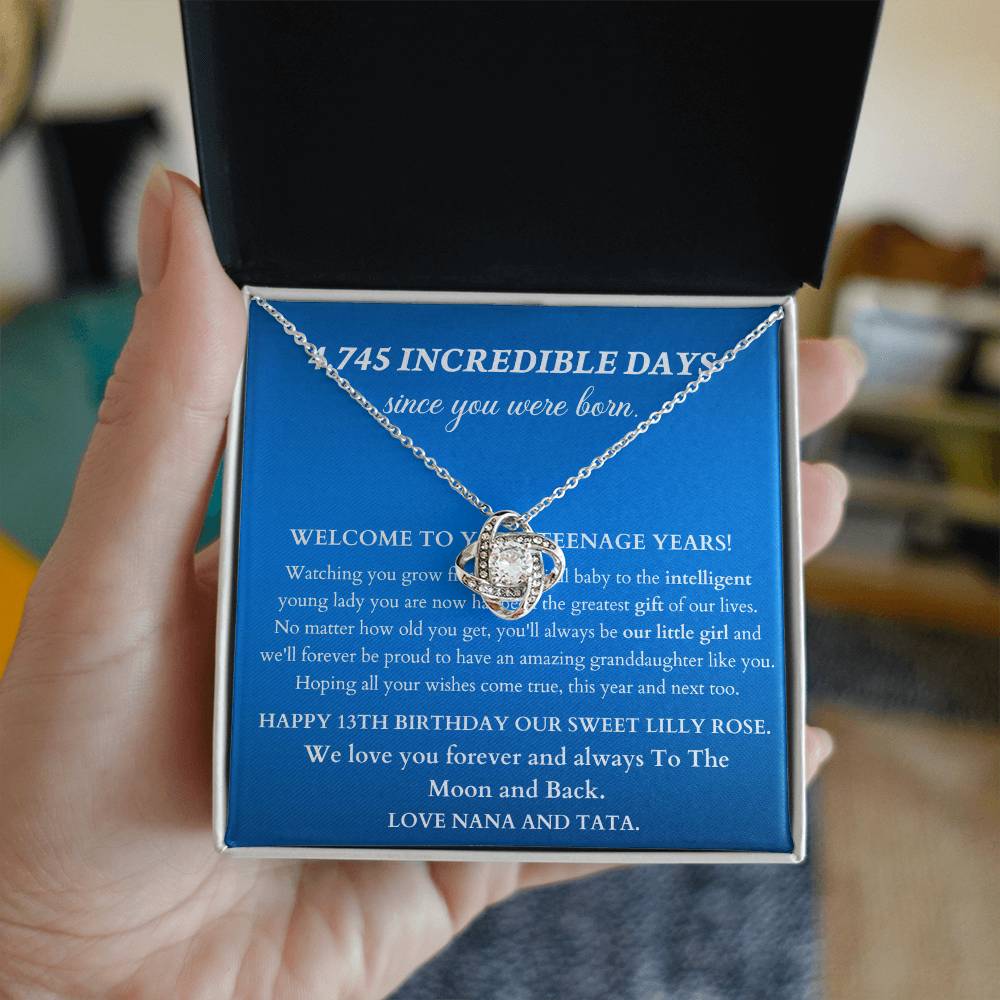 4,745 INCREDIBLE DAYS
since you were born.
WELCOME TO TEENAGE YEARS!
Watching you grow baby to the intelligent
young lady you are now the greatest gift of our lives.
No matter how old you get, you'll always be our little girl and
we'll forever be proud to have an amazing granddaughter like you.
Hoping all your wishes come true, this year and next too.
HAPPY 13TH BIRTHDAY OUR SWEET LILLY ROSE.
We love you forever and always To The
Moon and Back.
LOVE NANA AND TATA.